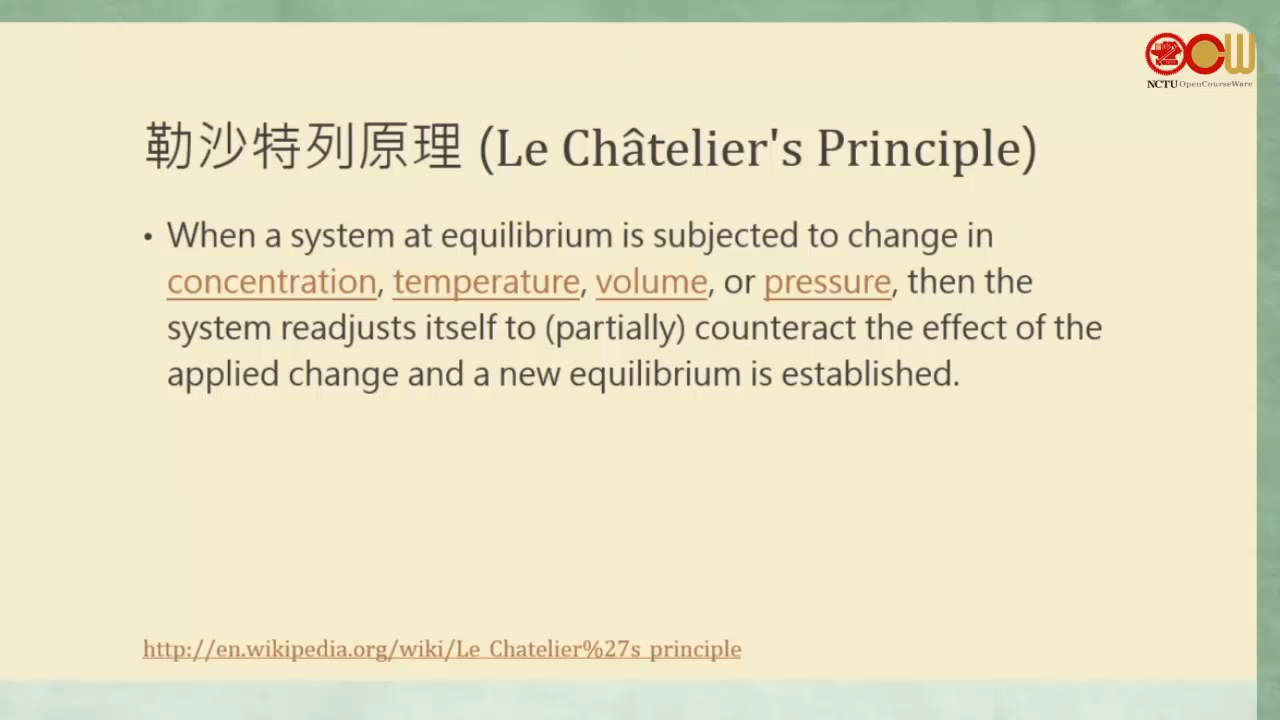 NCTU OpenCourseWare
勒沙特列原理 (Le Châtelier's Principle)
• When a system at equilibrium is subjected to change in
concentration, temperature, volume, or pressure, then the
system readjusts itself to (partially) counteract the effect of the
applied change and a new equilibrium is established.
http://en.wikipedia.org/wiki/Le_Chatelier%27s_principle